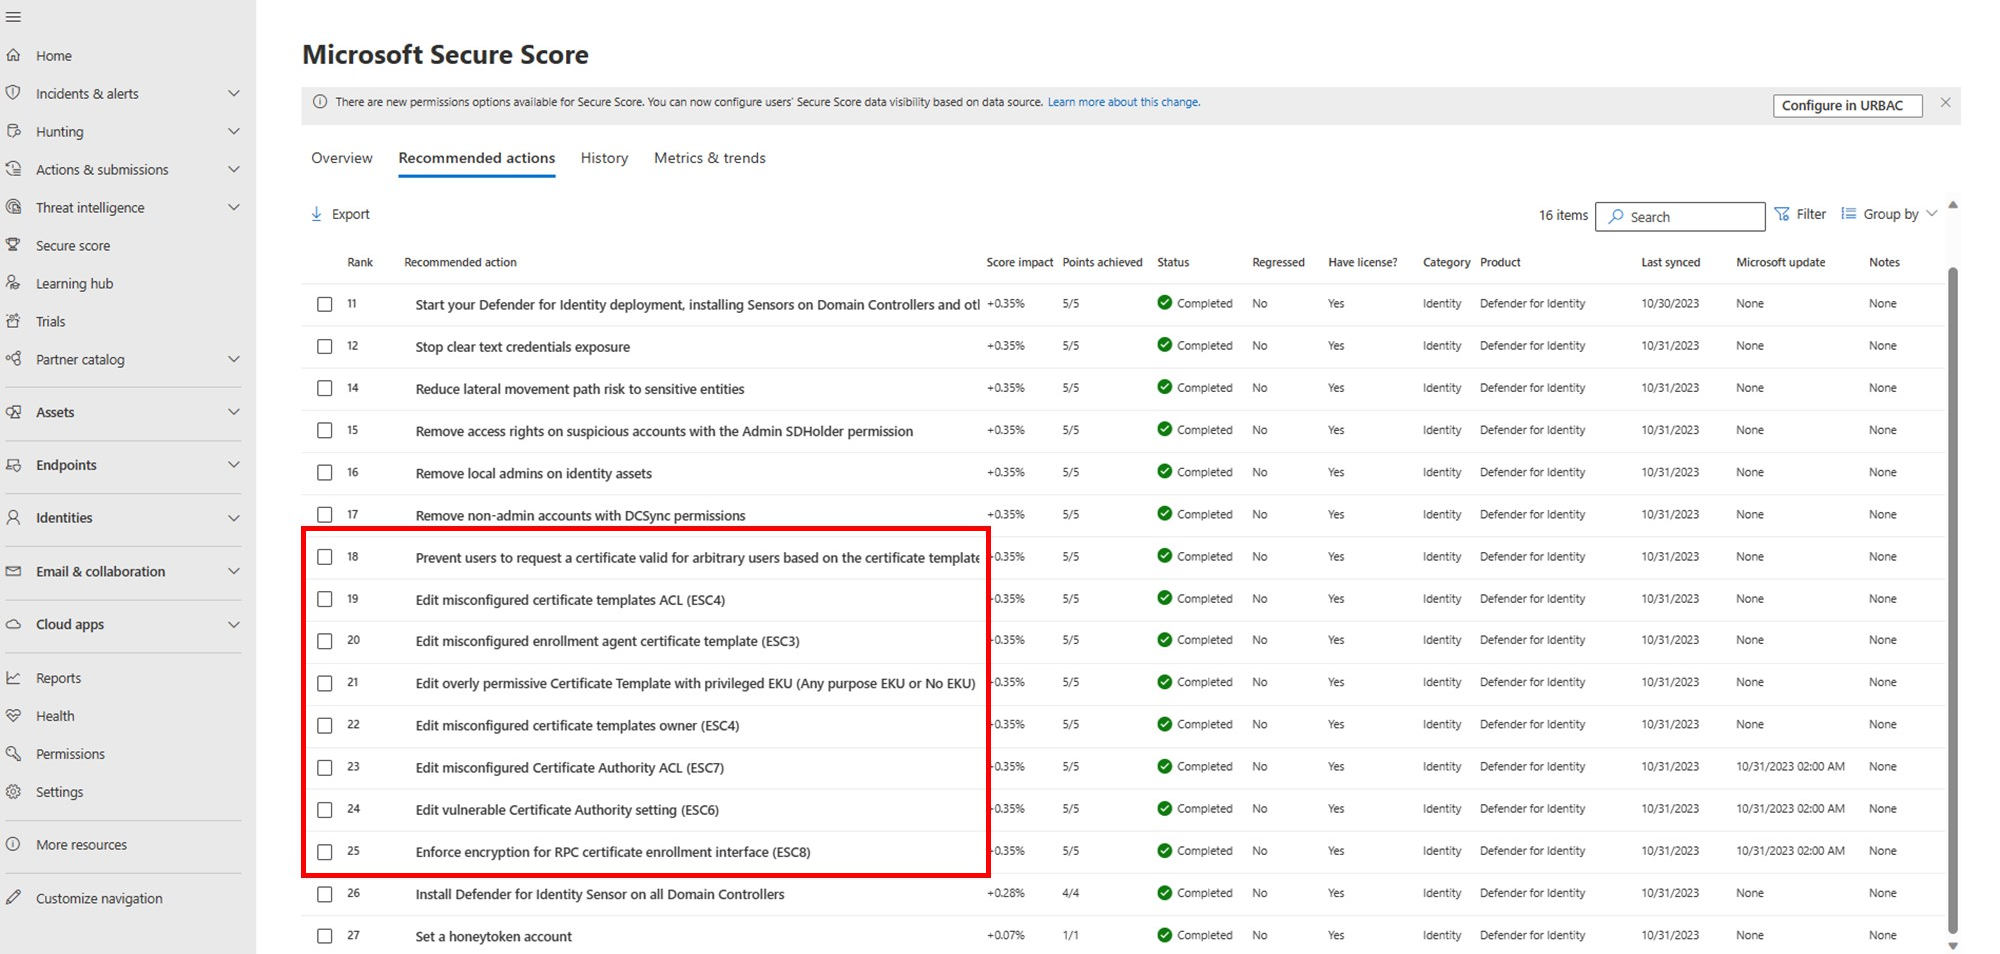 Home
Incidents & alerts
Hunting
Actions & submissions
Threat intelligence
Secure score
Learning hub
Trials
Partner catalog
Assets
Endpoints
Identities
Email & collaboration
Cloud apps
Reports
Health
Permissions
Settings
More resources
Customize navigation
Microsoft Secure Score
There are new permissions options available for Secure Score. You can now configure users' Secure Score data visibility based on data source. Learn more about this change. Configure in URBAC
Overview Recommended actions History Metrics & trends
Export 16 items Search Filter Group by
Rank Recommended action Score impact Points achieved Status Regressed Have license? Category Product Last synced Microsoft update Notes
11 Start your Defender for Identity deployment, installing Sensors on Domain Controllers and otl +0.35% 5/5 Completed No Yes Identity Defender for Identity 10/30/2023 None None
12 Stop clear text credentials exposure +0.35% 5/5 Completed No Yes Identity Defender for Identity 10/31/2023 None None
14 Reduce lateral movement path risk to sensitive entities +0.35% 5/5 Completed No Yes Identity Defender for Identity 10/31/2023 None None
15 Remove access rights on suspicious accounts with the Admin SDHolder permission +0.35% 5/5 Completed No Yes Identity Defender for Identity 10/31/2023 None None
16 Remove local admins on identity assets +0.35% 5/5 Completed No Yes Identity Defender for Identity 10/31/2023 None None
17 Remove non-admin accounts with DCSync permissions +0.35% 5/5 Completed No Yes Identity Defender for Identity 10/31/2023 None None
18 Prevent users to request a certificate valid for arbitrary users based on the certificate template 0.35% 5/5 Completed No Yes Identity Defender for Identity 10/31/2023 None None
19 Edit misconfigured certificate templates ACL (ESC4) 0.35% 5/5 Completed No Yes Identity Defender for Identity 10/31/2023 None None
20 Edit misconfigured enrollment agent certificate template (ESC3) 0.35% 5/5 Completed No Yes Identity Defender for Identity 10/31/2023 None None
21 Edit overly permissive Certificate Template with privileged EKU (Any purpose EKU or No EKU) 0.35% 5/5 Completed No Yes Identity Defender for Identity 10/31/2023 None None
22 Edit misconfigured certificate templates owner (ESC4) 0.35% 5/5 Completed No Yes Identity Defender for Identity 10/31/2023 None None
23 Edit misconfigured Certificate Authority ACL (ESC7) 0.35% 5/5 Completed No Yes Identity Defender for Identity 10/31/2023 10/31/2023 02:00 AM None
24 Edit vulnerable Certificate Authority setting (ESC6) 0.35% 5/5 Completed No Yes Identity Defender for Identity 10/31/2023 10/31/2023 02:00 AM None
25 Enforce encryption for RPC certificate enrollment interface (ESC8) 0.35% 5/5 Completed No Yes Identity Defender for Identity 10/31/2023 10/31/2023 02:00 AM None
26 Install Defender for Identity Sensor on all Domain Controllers +0.28% 4/4 Completed No Yes Identity Defender for Identity 10/31/2023 None None
27 Set a honeytoken account +0.07% 1/1 Completed No Yes Identity Defender for Identity 10/31/2023 None None